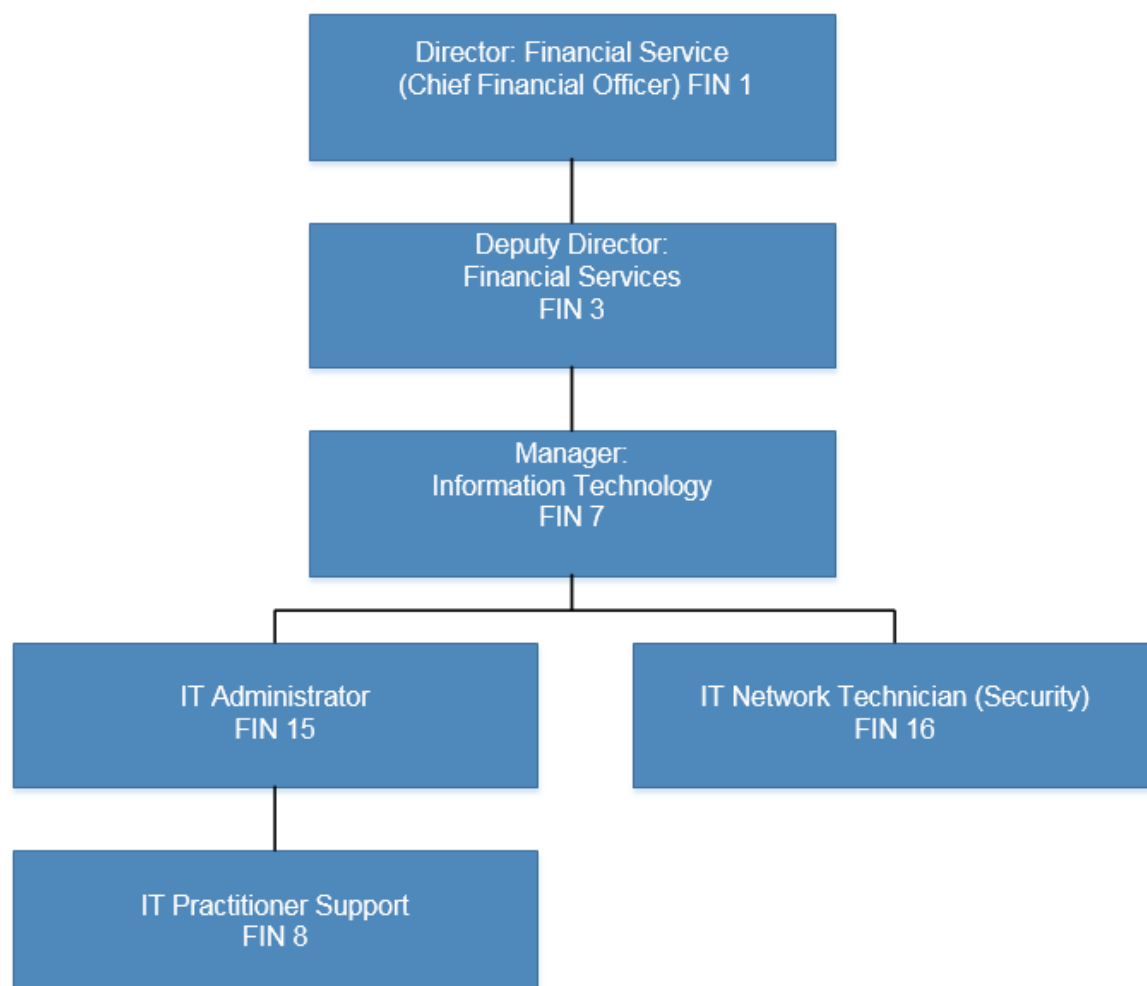 Director: Financial Service
(Chief Financial Officer) FIN 1
Deputy Director:
Financial Services
FIN 3
Manager:
Information Technology
FIN 7
IT Administrator
FIN 15
IT Network Technician (Security)
FIN 16
IT Practitioner Support
FIN 8